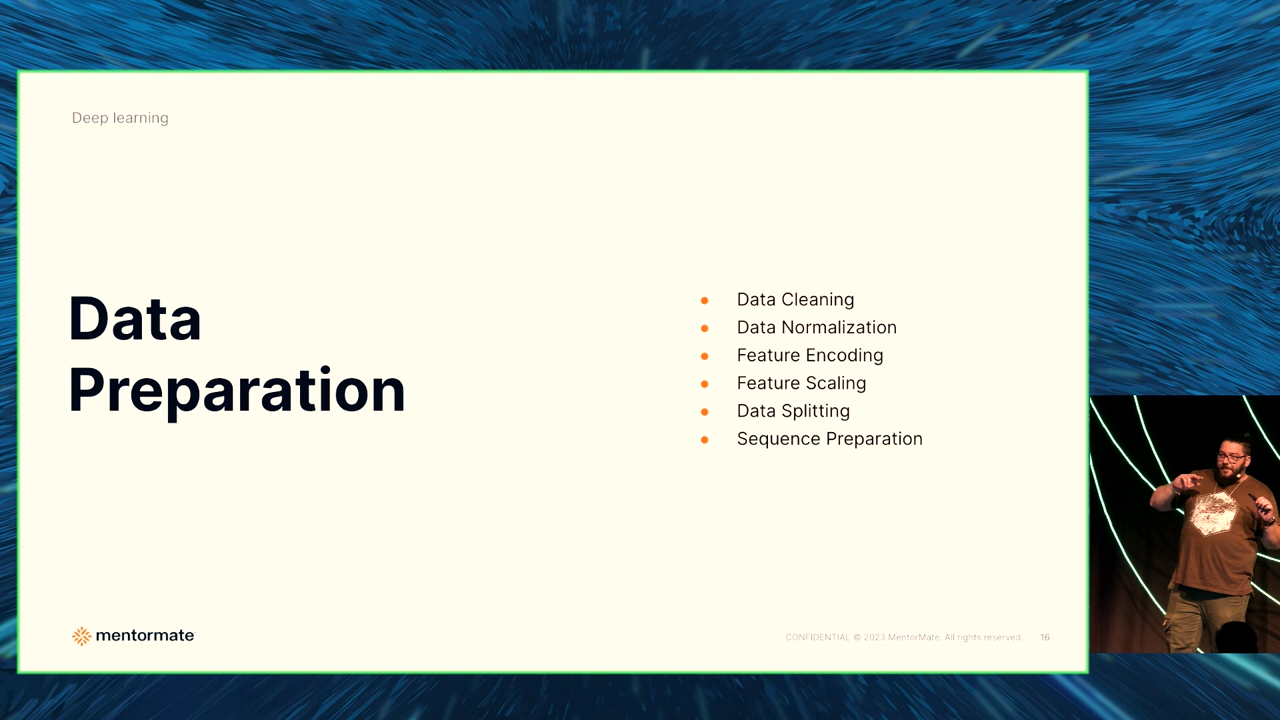 Deep learning
Data
Preparation
Data Cleaning
Data Normalization
Feature Encoding
Feature Scaling
Data Splitting
Sequence Preparation
mentormate
CONFIDENTIAL © 2023 MentorMate. All rights reserved.
16